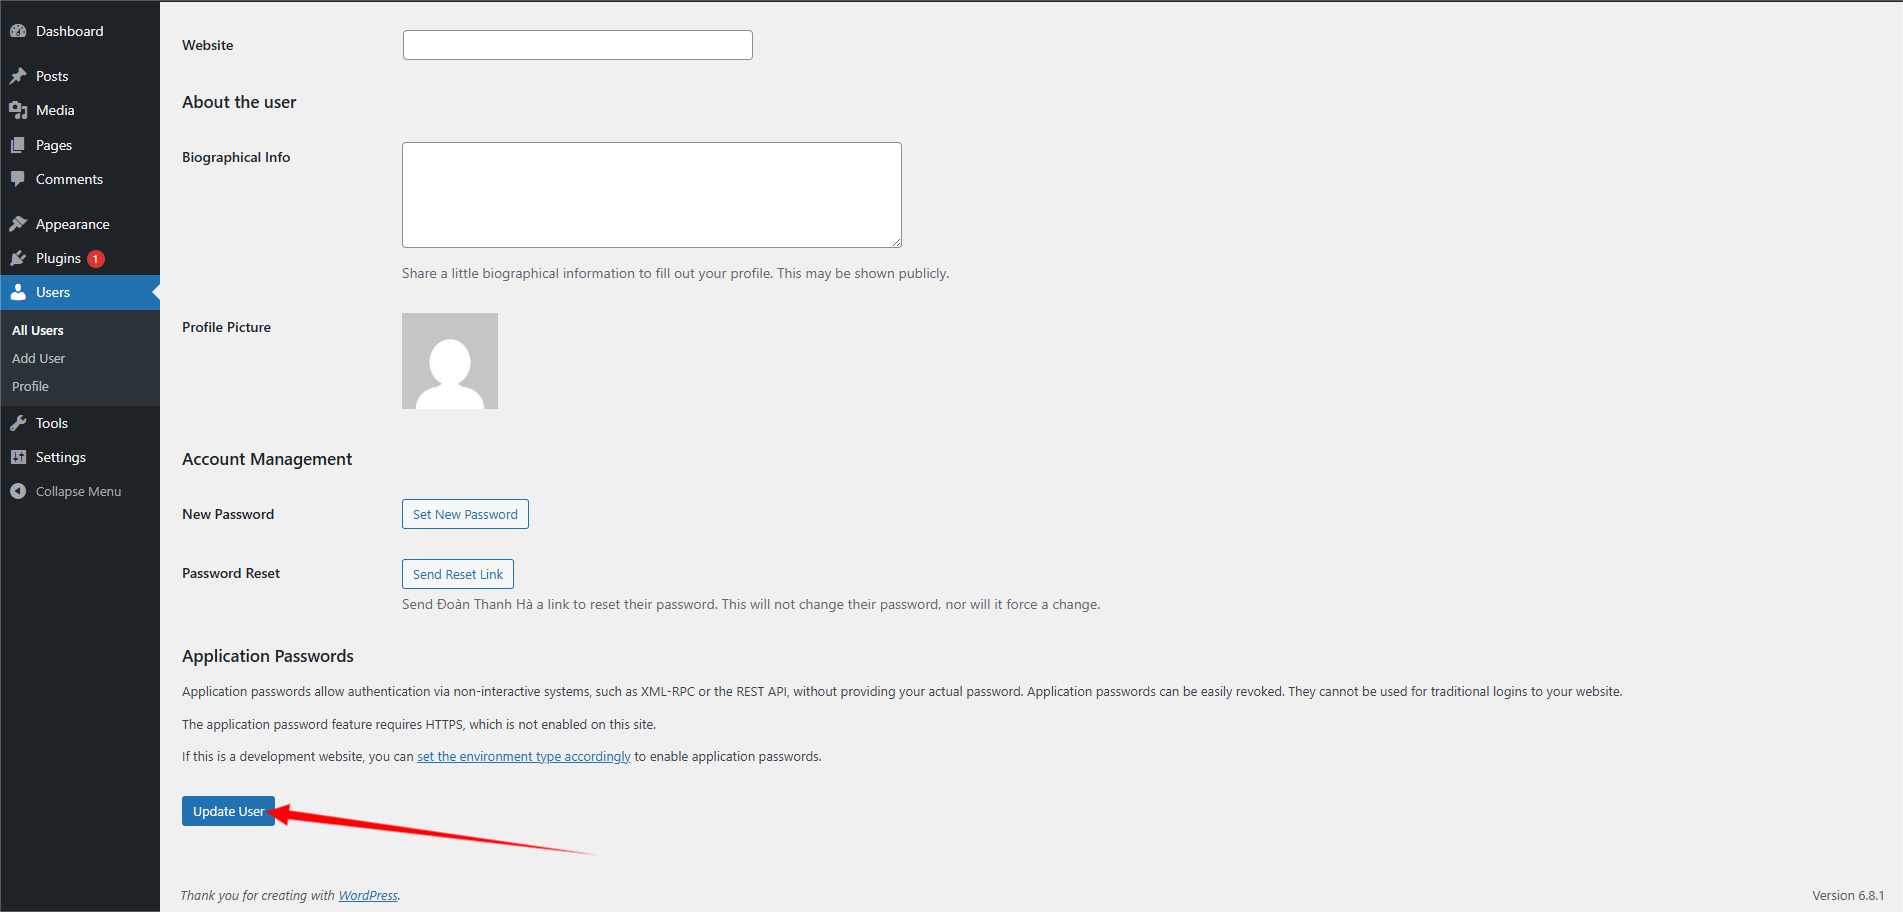 Dashboard
Posts
Media
Pages
Comments
Appearance
Plugins 1
Users
All Users
Add User
Profile
Tools
Settings
Collapse Menu
Website
About the user
Biographical Info
Share a little biographical information to fill out your profile. This may be shown publicly.
Profile Picture
Account Management
New Password
Set New Password
Password Reset
Send Reset Link
Send Đoàn Thanh Hà a link to reset their password. This will not change their password, nor will it force a change.
Application Passwords
Application passwords allow authentication via non-interactive systems, such as XML-RPC or the REST API, without providing your actual password. Application passwords can be easily revoked. They cannot be used for traditional logins to your website.
The application password feature requires HTTPS, which is not enabled on this site.
If this is a development website, you can set the environment type accordingly to enable application passwords.
Update User
Thank you for creating with WordPress.
Version 6.8.1